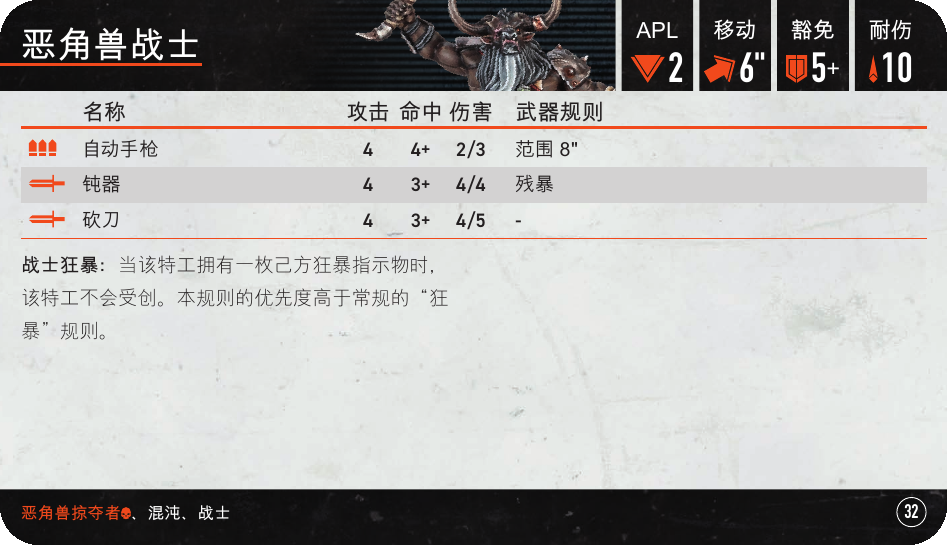 恶角兽战士
APL 移动 豁免 耐伤
2 6" 5+ 10
名称 攻击 命中 伤害 武器规则
自动手枪 4 4+ 2/3 范围 8"
钝器 4 3+ 4/4 残暴
砍刀 4 3+ 4/5 -
战士狂暴：当该特工拥有一枚己方狂暴指示物时，
该特工不会受创。本规则的优先度高于常规的“狂
暴”规则。
恶角兽掠夺者、混沌、战士
32